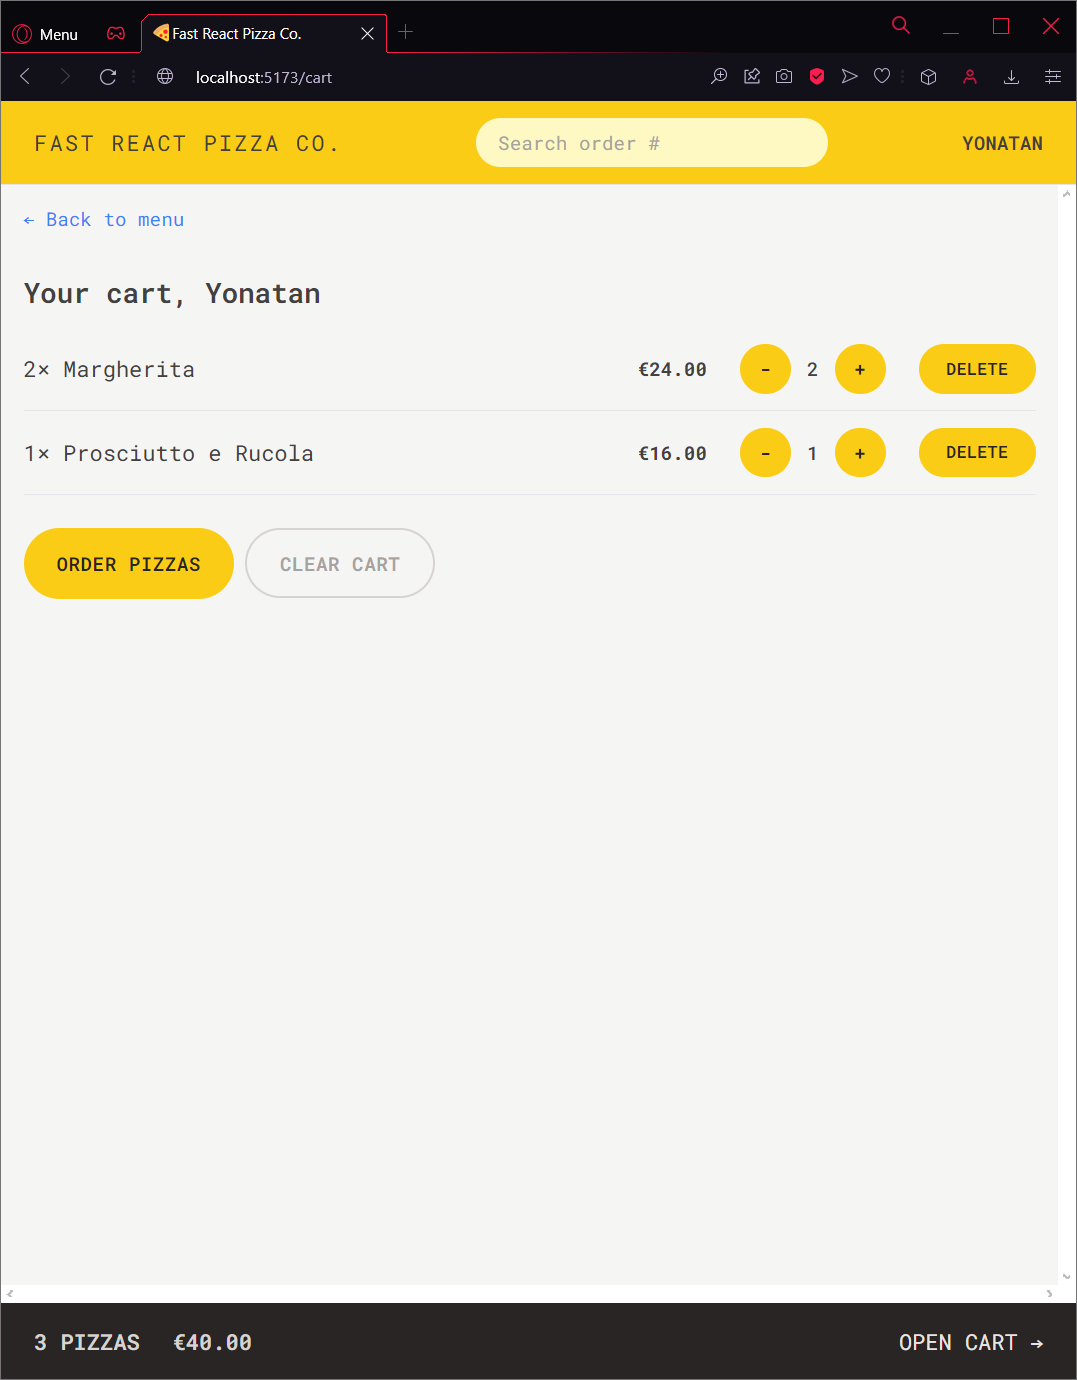 Menu
Fast React Pizza Co.
localhost:5173/cart
FAST REACT PIZZA CO.
Search order #
YONATAN
← Back to menu
Your cart, Yonatan
2× Margherita €24.00 - 2 + DELETE
1× Prosciutto e Rucola €16.00 - 1 + DELETE
ORDER PIZZAS CLEAR CART
3 PIZZAS €40.00 OPEN CART →